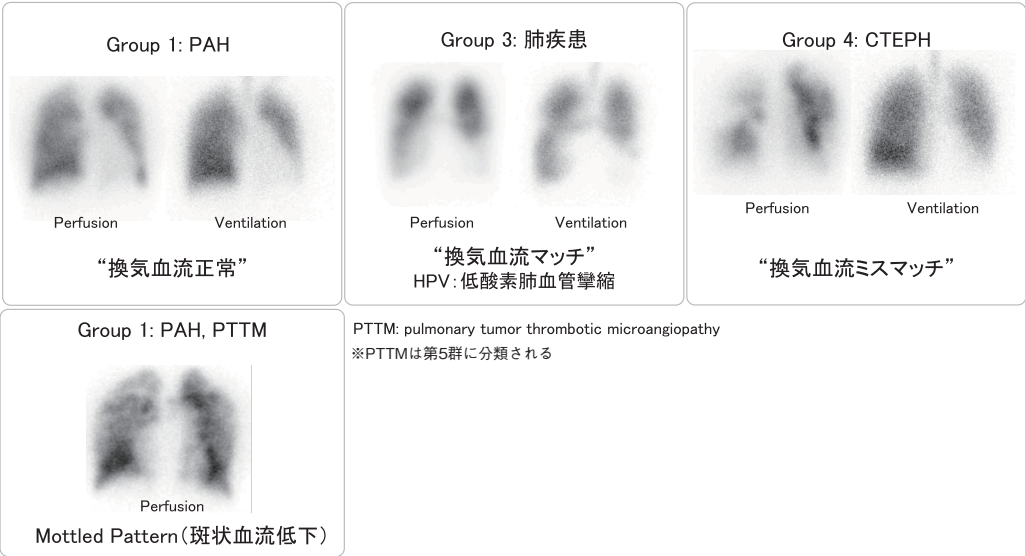 Group 1: PAH
Perfusion
Ventilation
“換気血流正常”
Group 3: 肺疾患
Perfusion
Ventilation
“換気血流マッチ”
HPV：低酸素肺血管攣縮
Group 4: CTEPH
Perfusion
Ventilation
“換気血流ミスマッチ”
Group 1: PAH, PTTM
Perfusion
Mottled Pattern（斑状血流低下）
PTTM: pulmonary tumor thrombotic microangiopathy
※PTTMは第5群に分類される